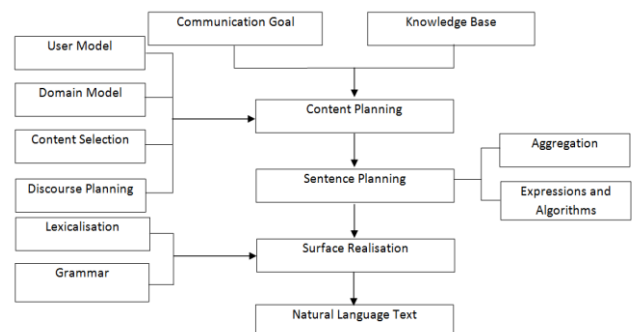 Communication Goal
Knowledge Base
User Model
Domain Model
Content Planning
Content Selection
Aggregation
Sentence Planning
Discourse Planning
Expressions and
Algorithms
Lexicalisation
Surface Realisation
Grammar
Natural Language Text